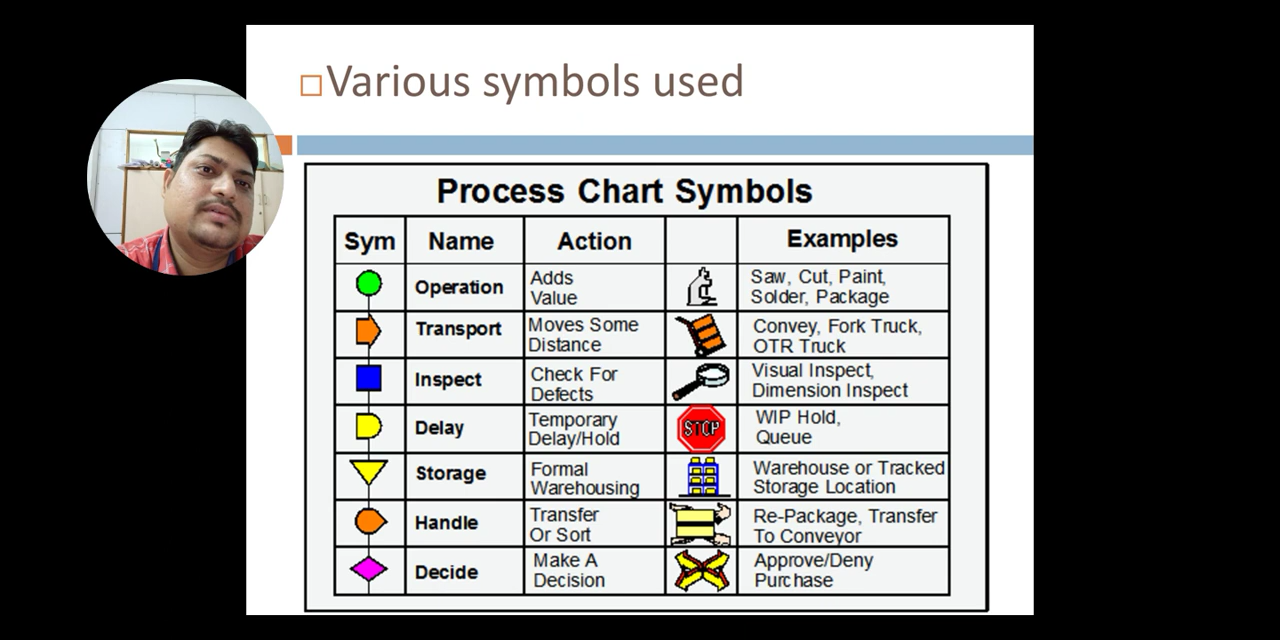 Various symbols used
Process Chart Symbols
Sym Name Action Examples
Operation
Adds
Value
Saw, Cut, Paint,
Solder, Package
Transport
Moves Some
Distance
Convey, Fork Truck,
OTR Truck
Inspect
Check For
Defects
Visual Inspect,
Dimension Inspect
Delay
Temporary
Delay/Hold
STOP
WIP Hold,
Queue
Storage
Formal
Warehousing
Warehouse or Tracked
Storage Location
Handle
Transfer
Or Sort
Re-Package, Transfer
To Conveyor
Decide
Make A
Decision
Approve/Deny
Purchase